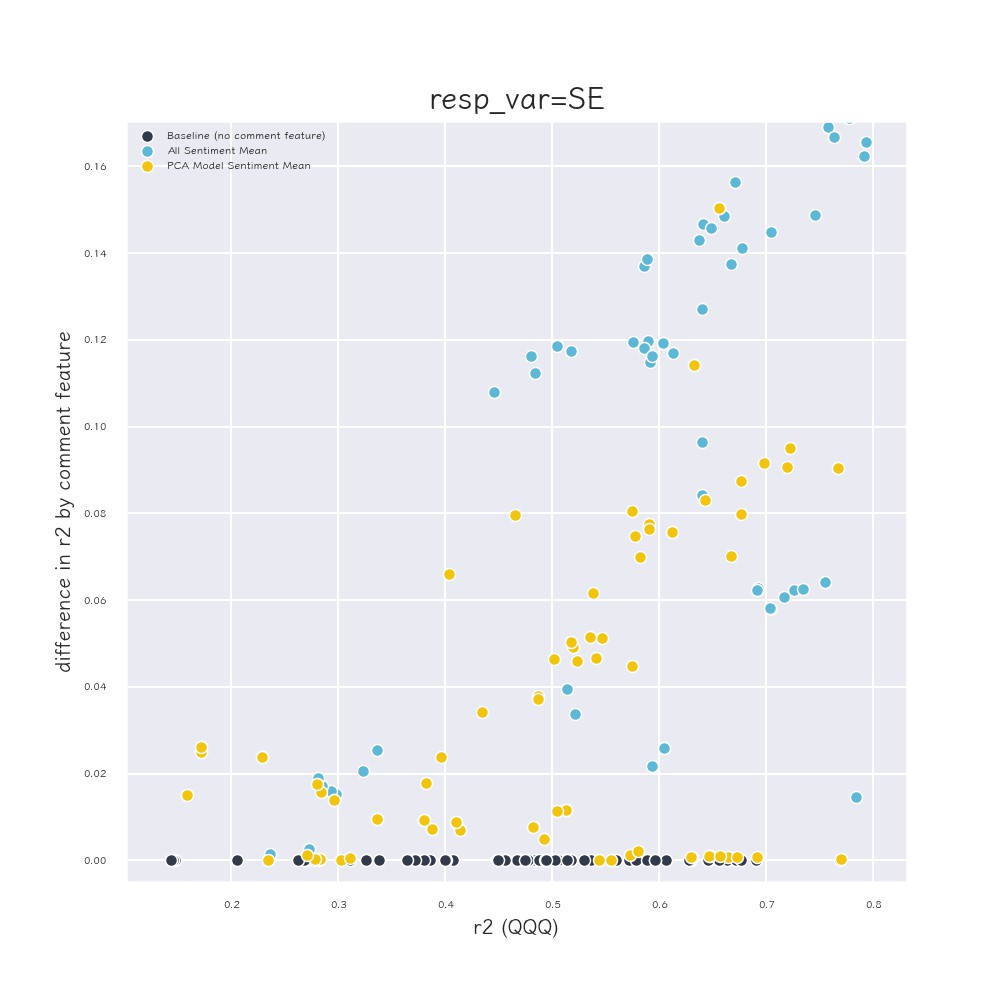 resp_var=SE
Baseline (no comment feature)
All Sentiment Mean
PCA Model Sentiment Mean
0.16
0.14
0.12
0.10
0.08
0.06
0.04
0.02
0.00
difference in r2 by comment feature
0.2 0.3 0.4 0.5 0.6 0.7 0.8
r2 (QQQ)